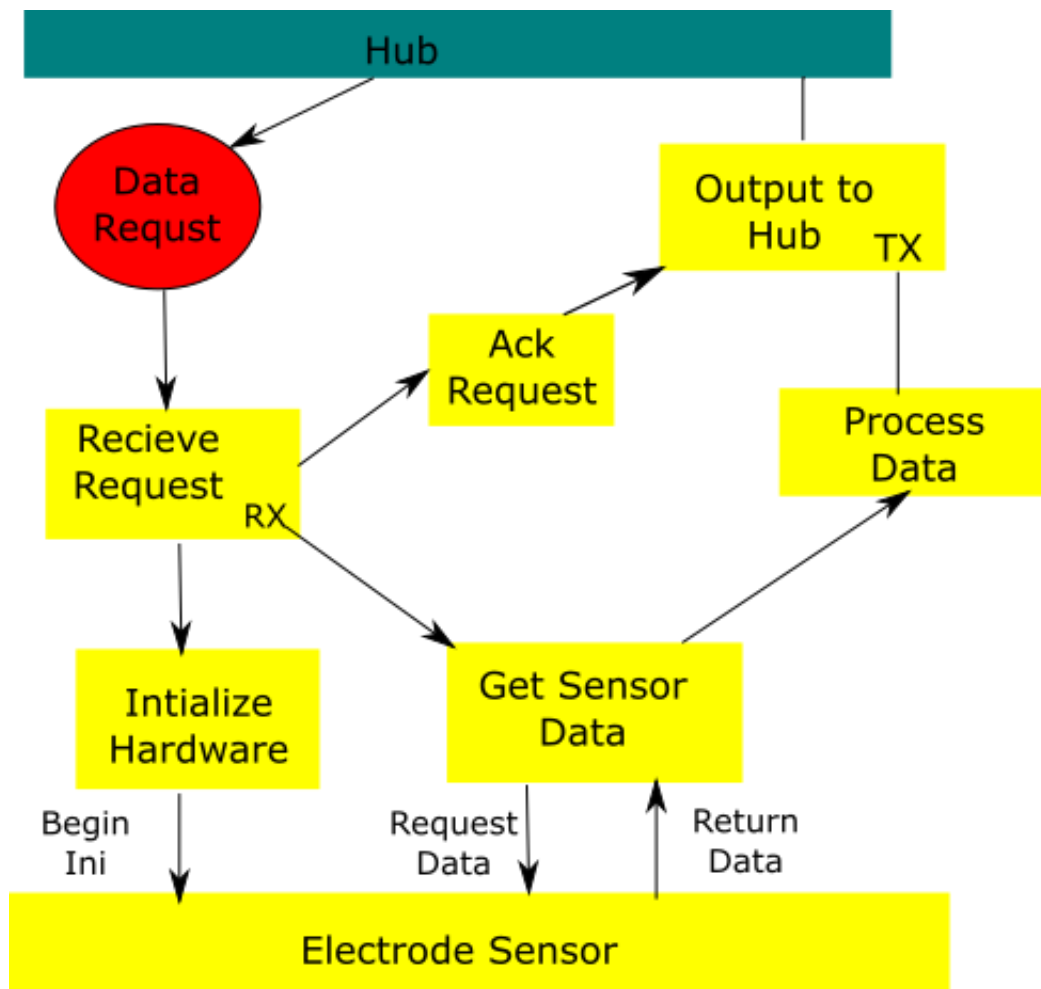 Hub
Data
Requst
Output to
Hub
TX
Ack
Request
Recieve
Request
RX
Process
Data
Intialize
Hardware
Get Sensor
Data
Begin
Ini
Request
Data
Return
Data
Electrode Sensor